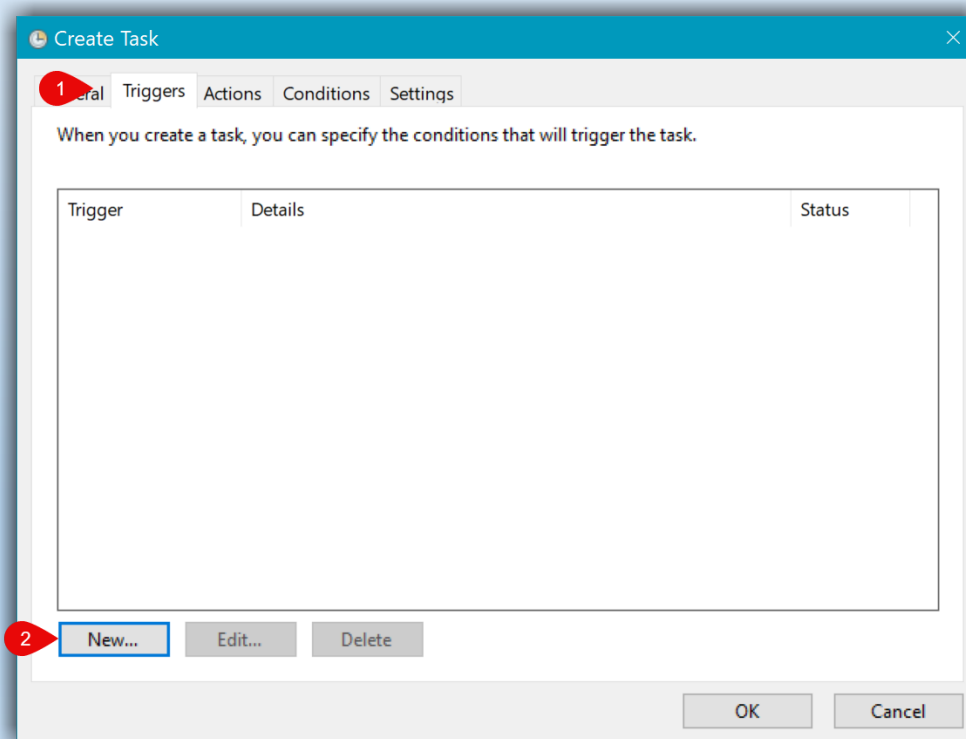 Create Task
1
Triggers Actions Conditions Settings
When you create a task, you can specify the conditions that will trigger the task.
Trigger Details Status
2 New... Edit... Delete
OK Cancel